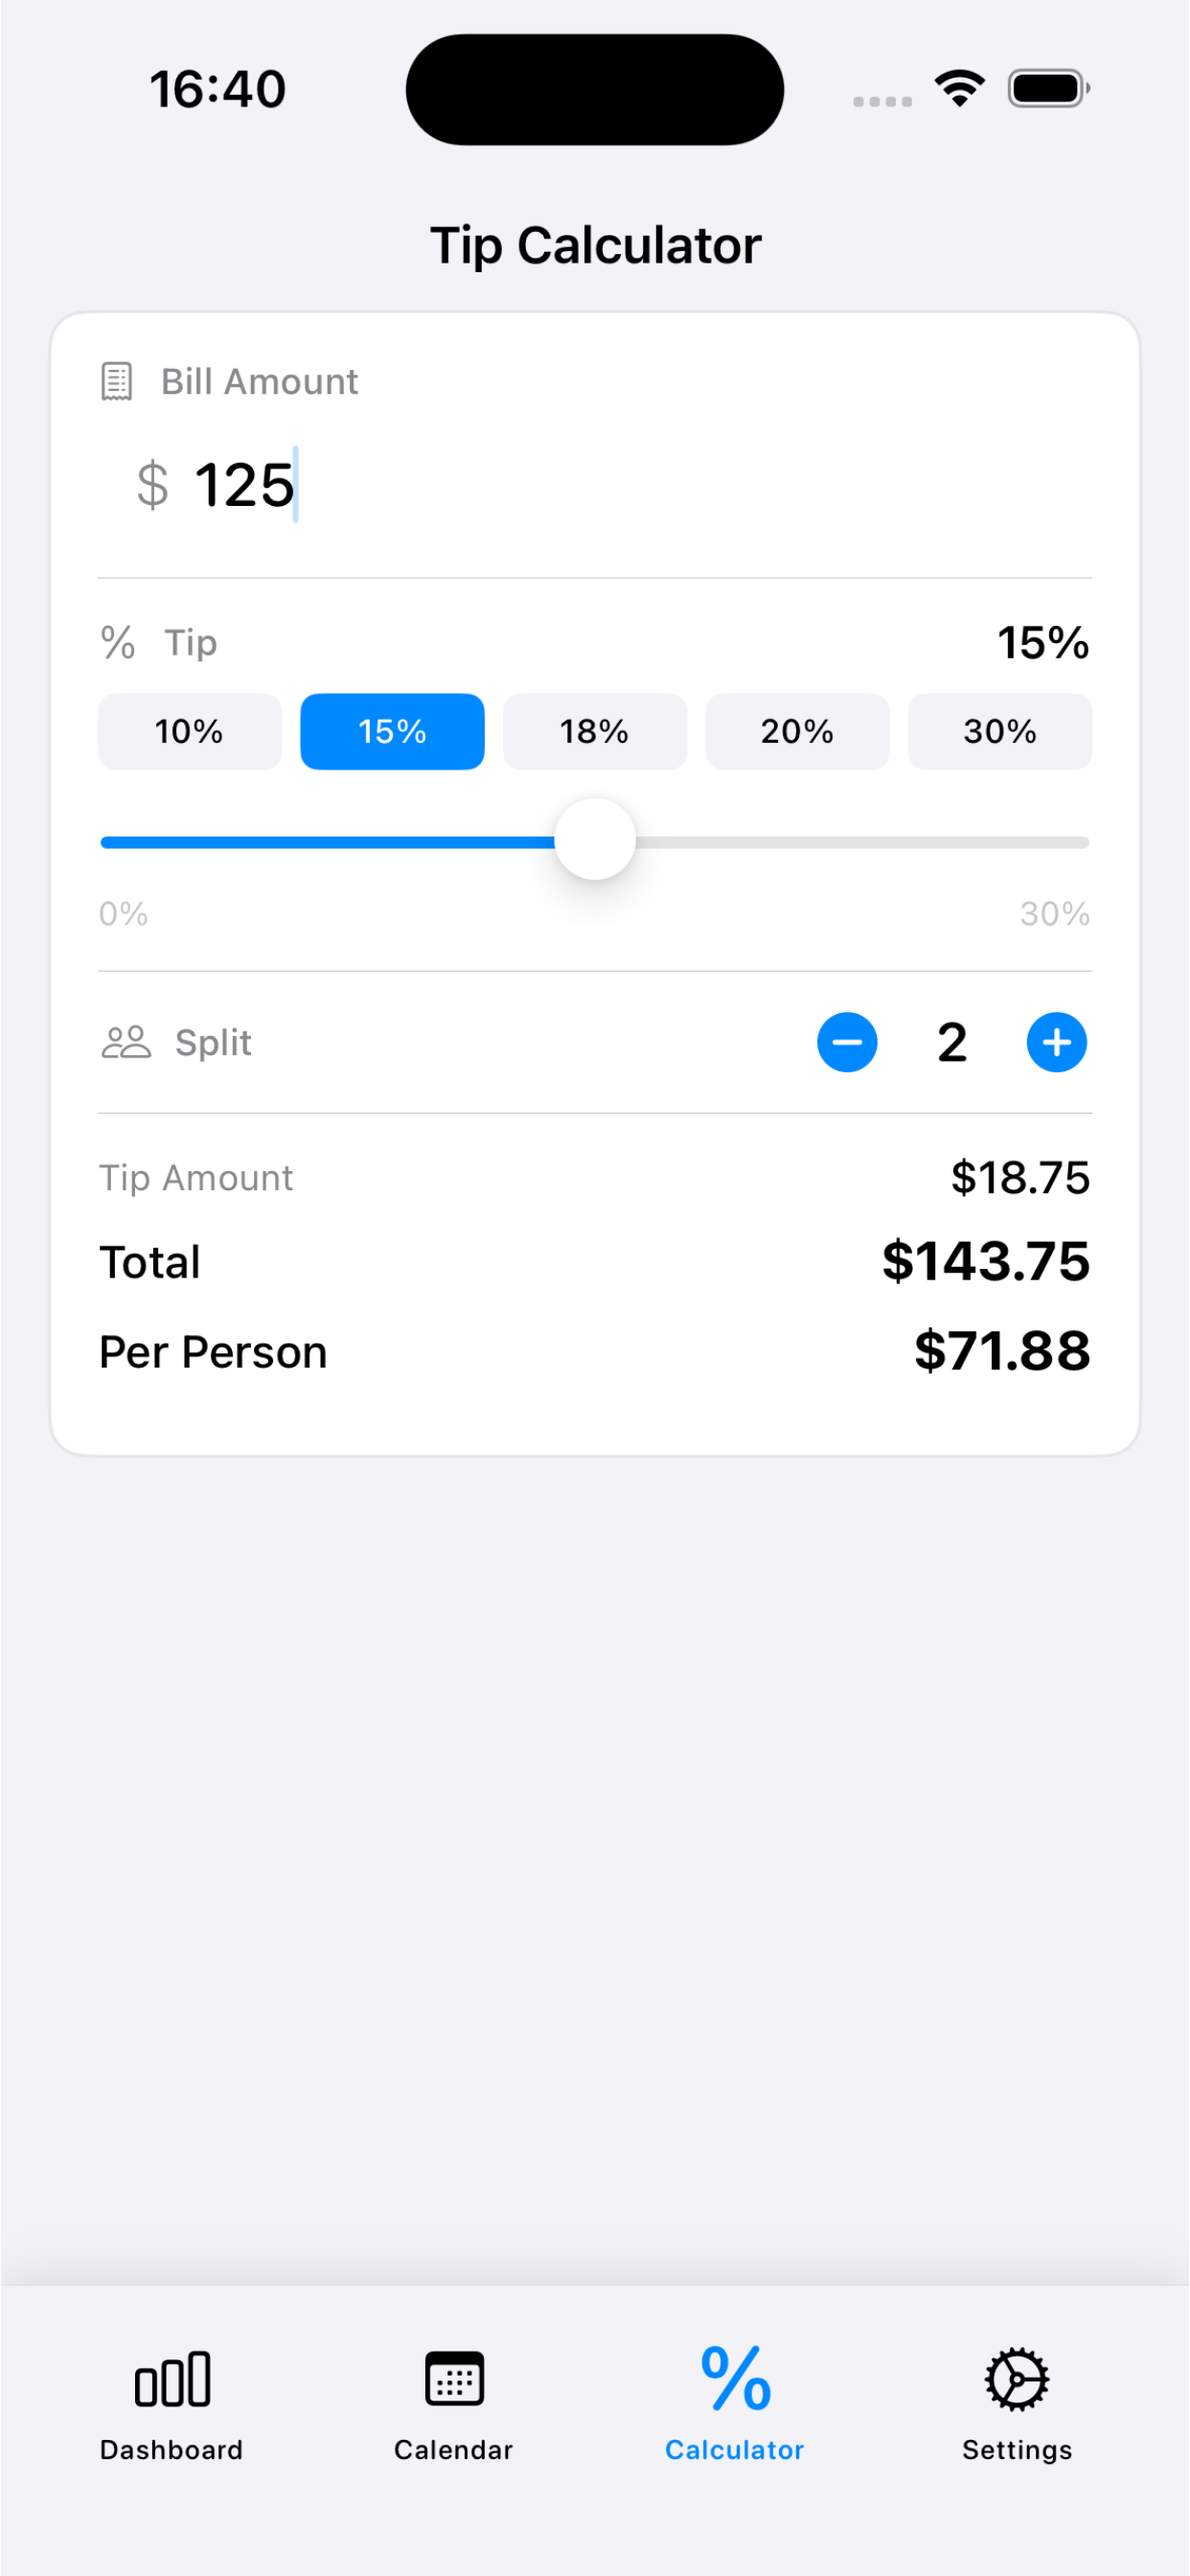 16:40
Tip Calculator
Bill Amount
$ 125
% Tip 15%
10% 15% 18% 20% 30%
0% 30%
Split 2
Tip Amount $18.75
Total $143.75
Per Person $71.88
Dashboard Calendar Calculator Settings